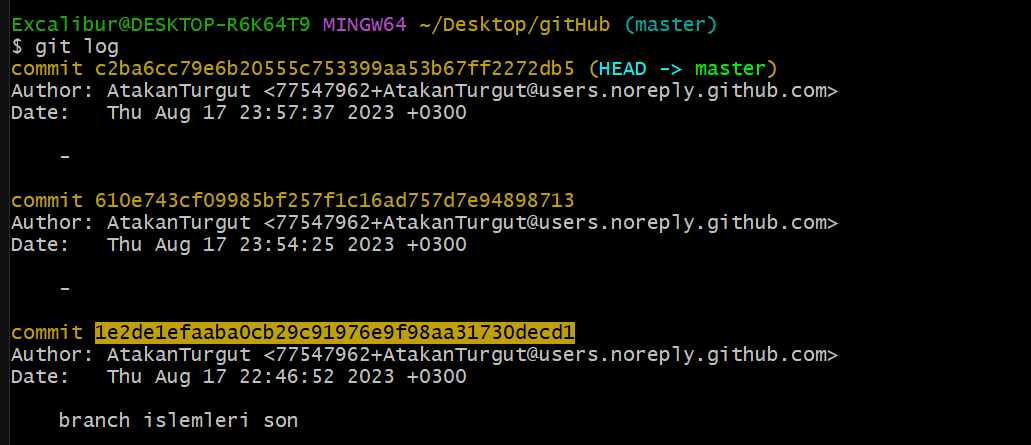 Excalibur@DESKTOP-R6K64T9 MINGW64 ~/Desktop/gitHub (master)
$ git log
commit c2ba6cc79e6b20555c753399aa53b67ff2272db5 (HEAD -> master)
Author: AtakanTurgut <77547962+AtakanTurgut@users.noreply.github.com>
Date:   Thu Aug 17 23:57:37 2023 +0300
-
commit 610e743cf09985bf257f1c16ad757d7e94898713
Author: AtakanTurgut <77547962+AtakanTurgut@users.noreply.github.com>
Date:   Thu Aug 17 23:54:25 2023 +0300
-
commit 1e2de1efaaba0cb29c91976e9f98aa31730decd1
Author: AtakanTurgut <77547962+AtakanTurgut@users.noreply.github.com>
Date:   Thu Aug 17 22:46:52 2023 +0300
branch islemleri son